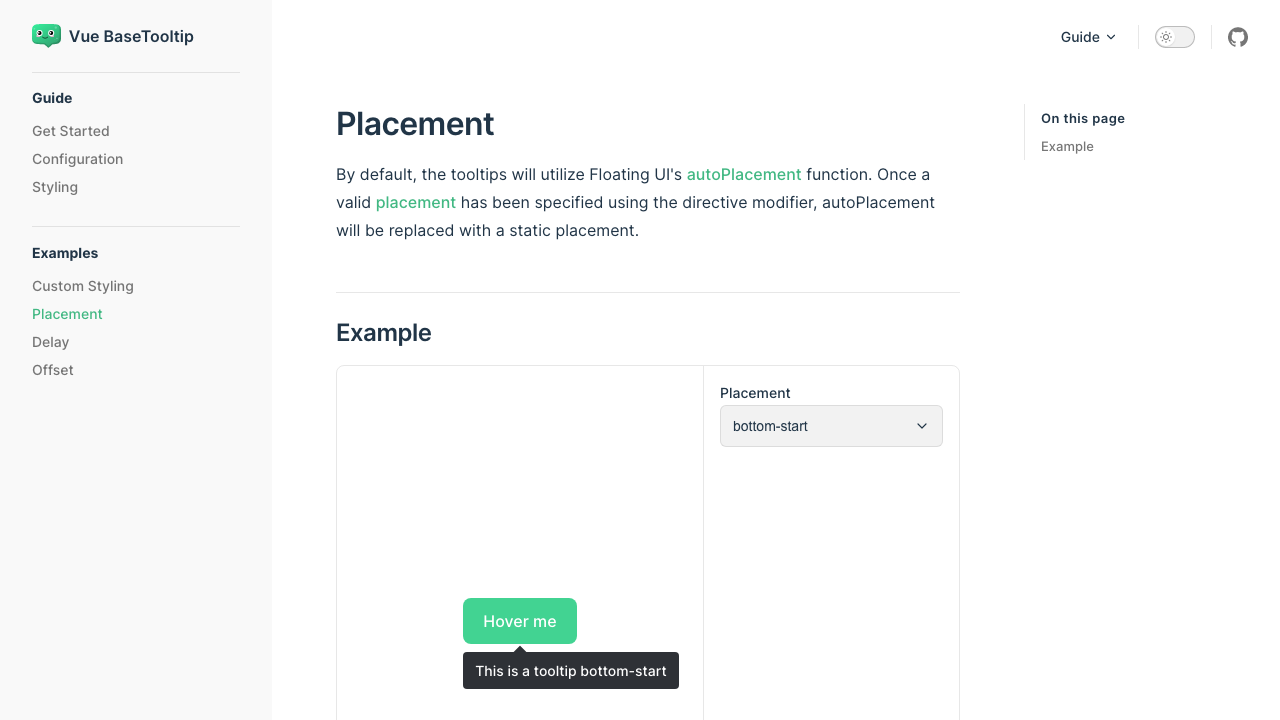 Vue BaseTooltip
Guide
Get Started
Configuration
Styling
Examples
Custom Styling
Placement
Delay
Offset
Guide
Placement
By default, the tooltips will utilize Floating UI's autoPlacement function. Once a
valid placement has been specified using the directive modifier, autoPlacement
will be replaced with a static placement.
Example
Placement
bottom-start
Hover me
This is a tooltip bottom-start
On this page
Example